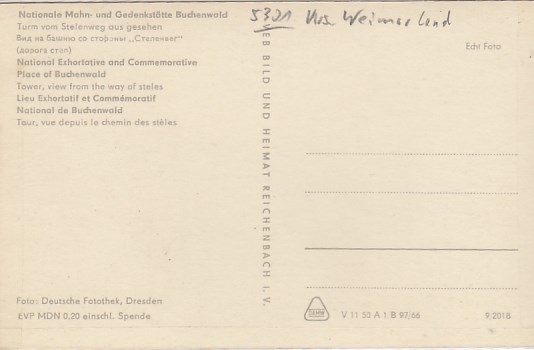 Nationale Mahn- und Gedenkstätte Buchenwald
Turm vom Stelenweg aus gesehen
Вид на башню со стороны „Стеленвег“
(дорога стел)
National Exhortative and Commemorative
Place of Buchenwald
Tower, view from the way of steles
Lieu Exhortatif et Commémoratif
National de Buchenwald
Tour, vue depuis le chemin des stèles
Foto: Deutsche Fotothek, Dresden
EVP MDN 0,20 einschl. Spende
VEB BILD UND HEIMAT REICHENBACH I. V.
5301 Weimar Land
Echt Foto
V 11 50 A 1 B 97/66
9/2018